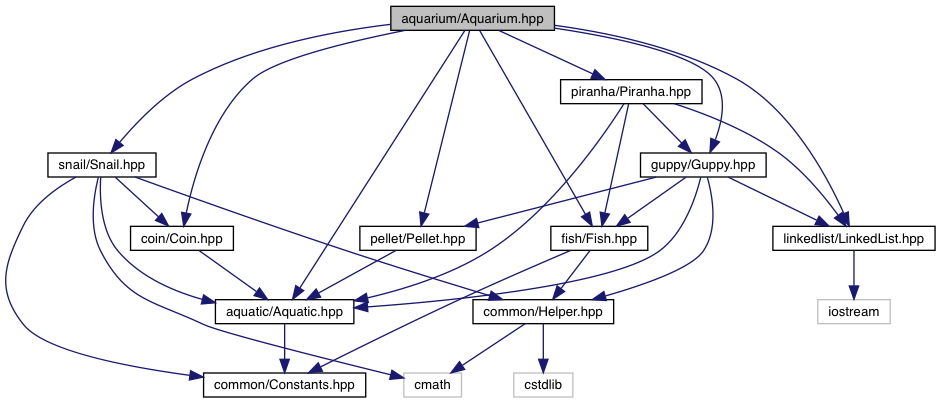 aquarium/Aquarium.hpp
piranha/Piranha.hpp
snail/Snail.hpp
guppy/Guppy.hpp
coin/Coin.hpp
pellet/Pellet.hpp
fish/Fish.hpp
linkedlist/LinkedList.hpp
aquatic/Aquatic.hpp
common/Helper.hpp
iostream
common/Constants.hpp
cmath
cstdlib